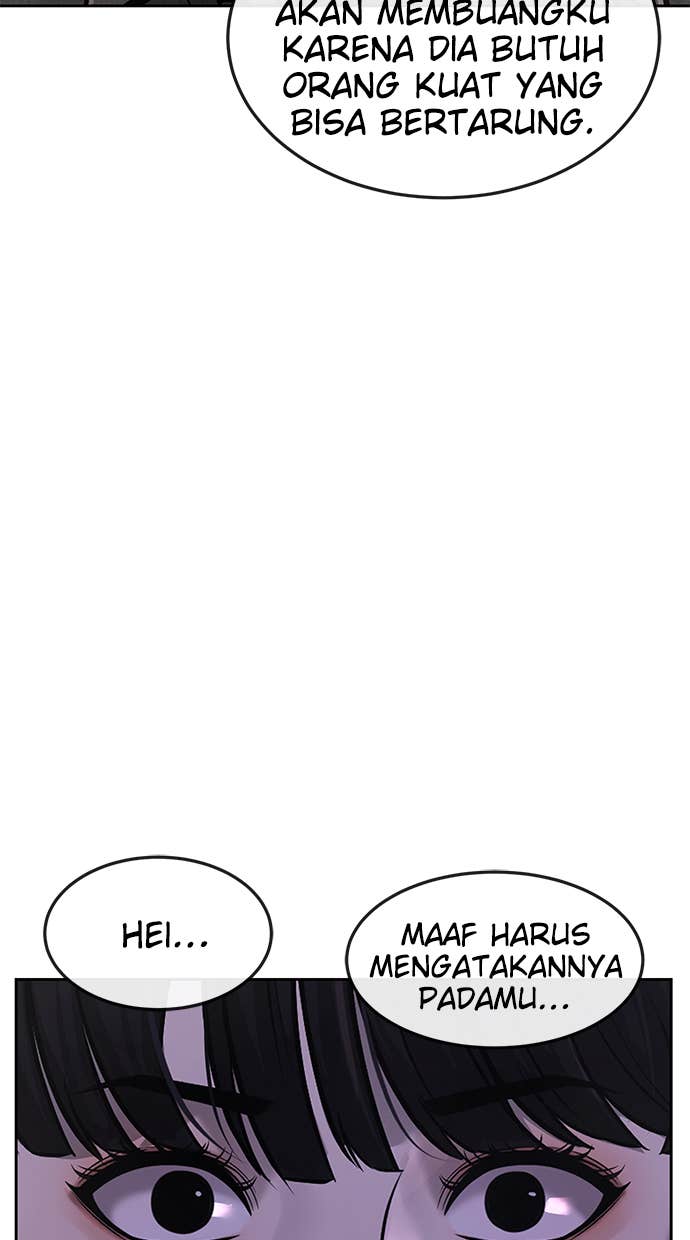 AKAN MEMBUANGKU
KARENA DIA BUTUH
ORANG KUAT YANG
BISA BERTARUNG.
HEI...
MAAF HARUS
MENGATAKANNYA
PADAMU...